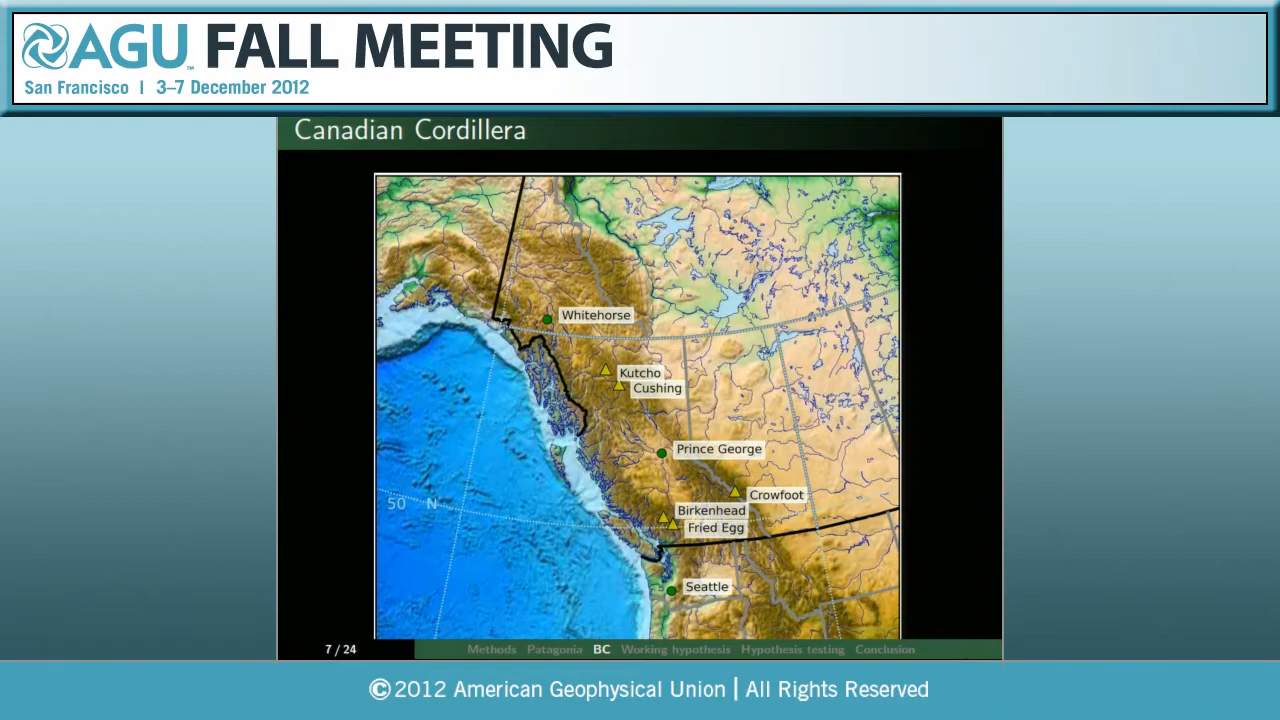 AGU™ FALL MEETING
San Francisco | 3–7 December 2012
Canadian Cordillera
Whitehorse
Kutcho
Cushing
Prince George
Crowfoot
50 N
Birkenhead
Fried Egg
Seattle
7 / 24
Methods Patagonia BC Working hypothesis Hypothesis testing Conclusion
©2012 American Geophysical Union | All Rights Reserved